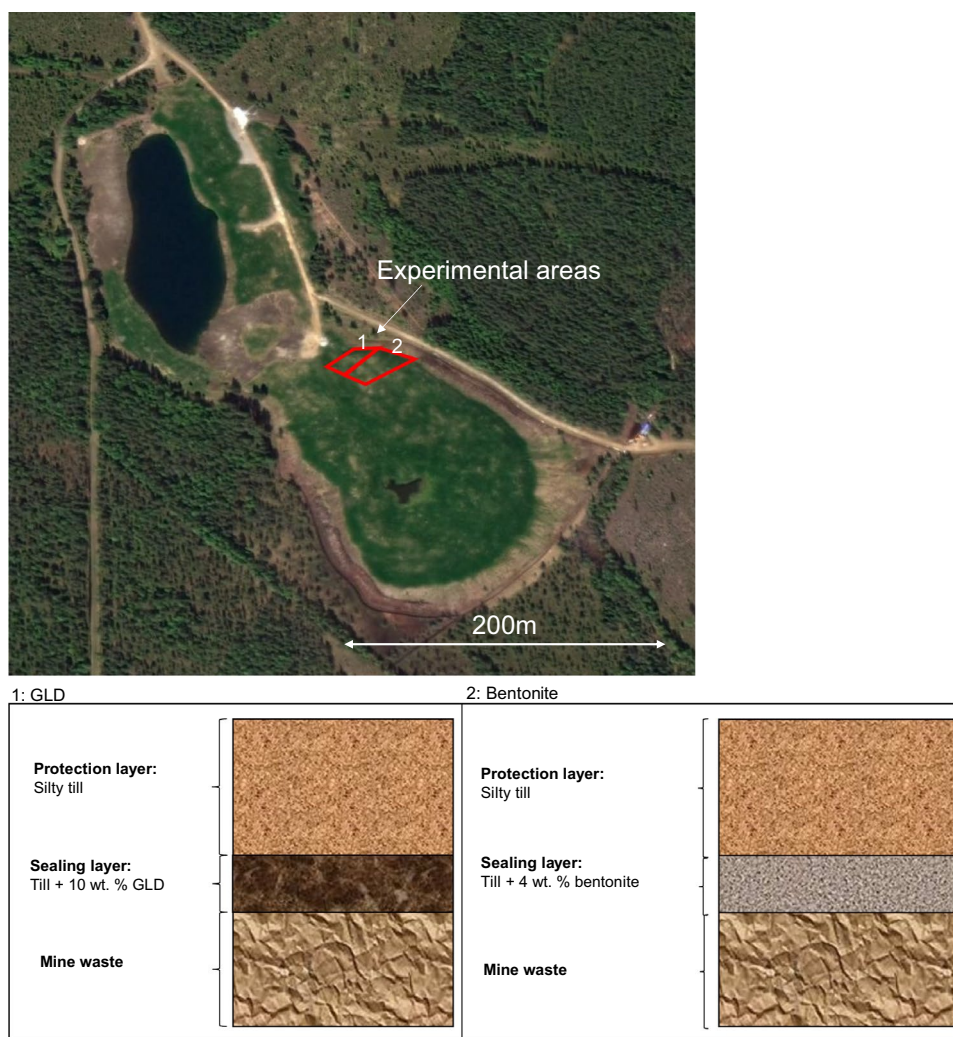 Experimental areas
1 2
200m
1: GLD
Protection layer:
Silty till
Sealing layer:
Till + 10 wt. % GLD
Mine waste
2: Bentonite
Protection layer:
Silty till
Sealing layer:
Till + 4 wt. % bentonite
Mine waste